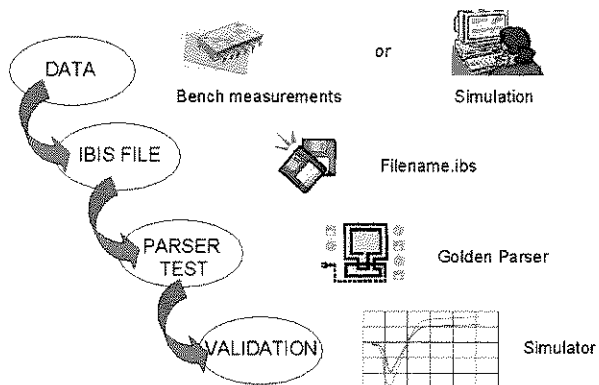 DATA
or
Bench measurements
Simulation
IBIS FILE
Filename.ibs
PARSER
TEST
Golden Parser
VALIDATION
Simulator